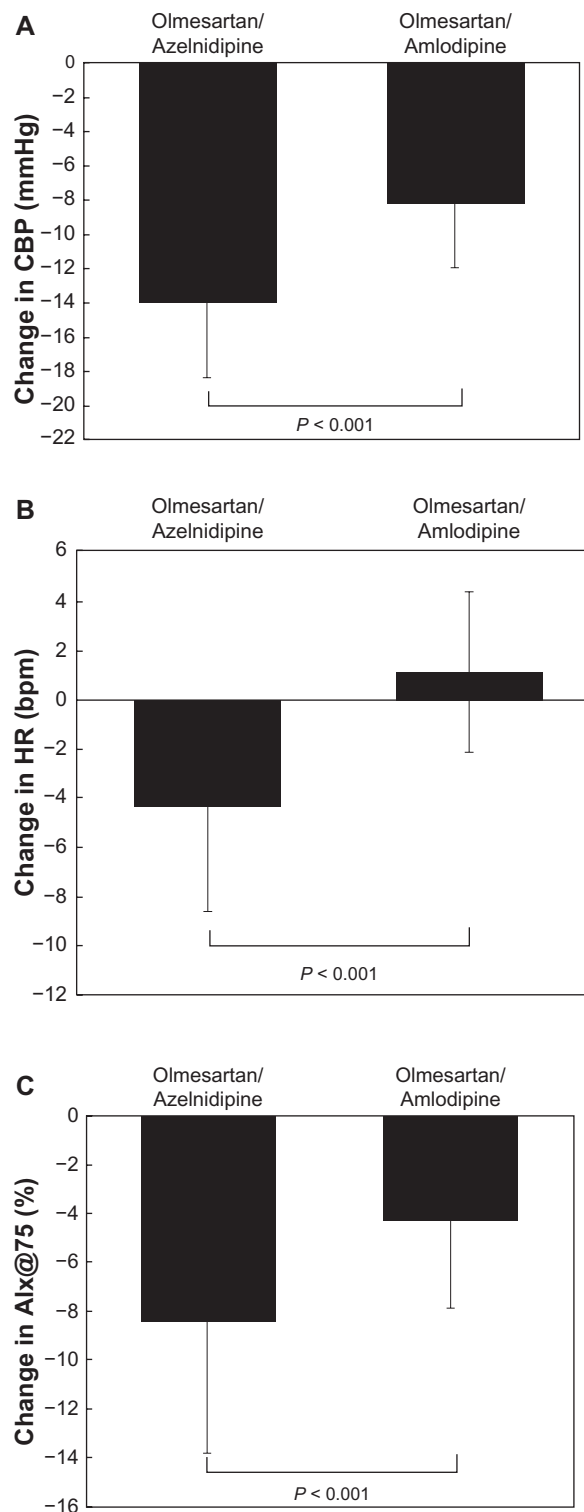 A
Olmesartan/
Azelnidipine
Olmesartan/
Amlodipine
Change in CBP (mmHg)
0
−2
−4
−6
−8
−10
−12
−14
−16
−18
−20
−22
P < 0.001
B
Olmesartan/
Azelnidipine
Olmesartan/
Amlodipine
Change in HR (bpm)
6
4
2
0
−2
−4
−6
−8
−10
−12
P < 0.001
C
Olmesartan/
Azelnidipine
Olmesartan/
Amlodipine
Change in AIx@75 (%)
0
−2
−4
−6
−8
−10
−12
−14
−16
P < 0.001